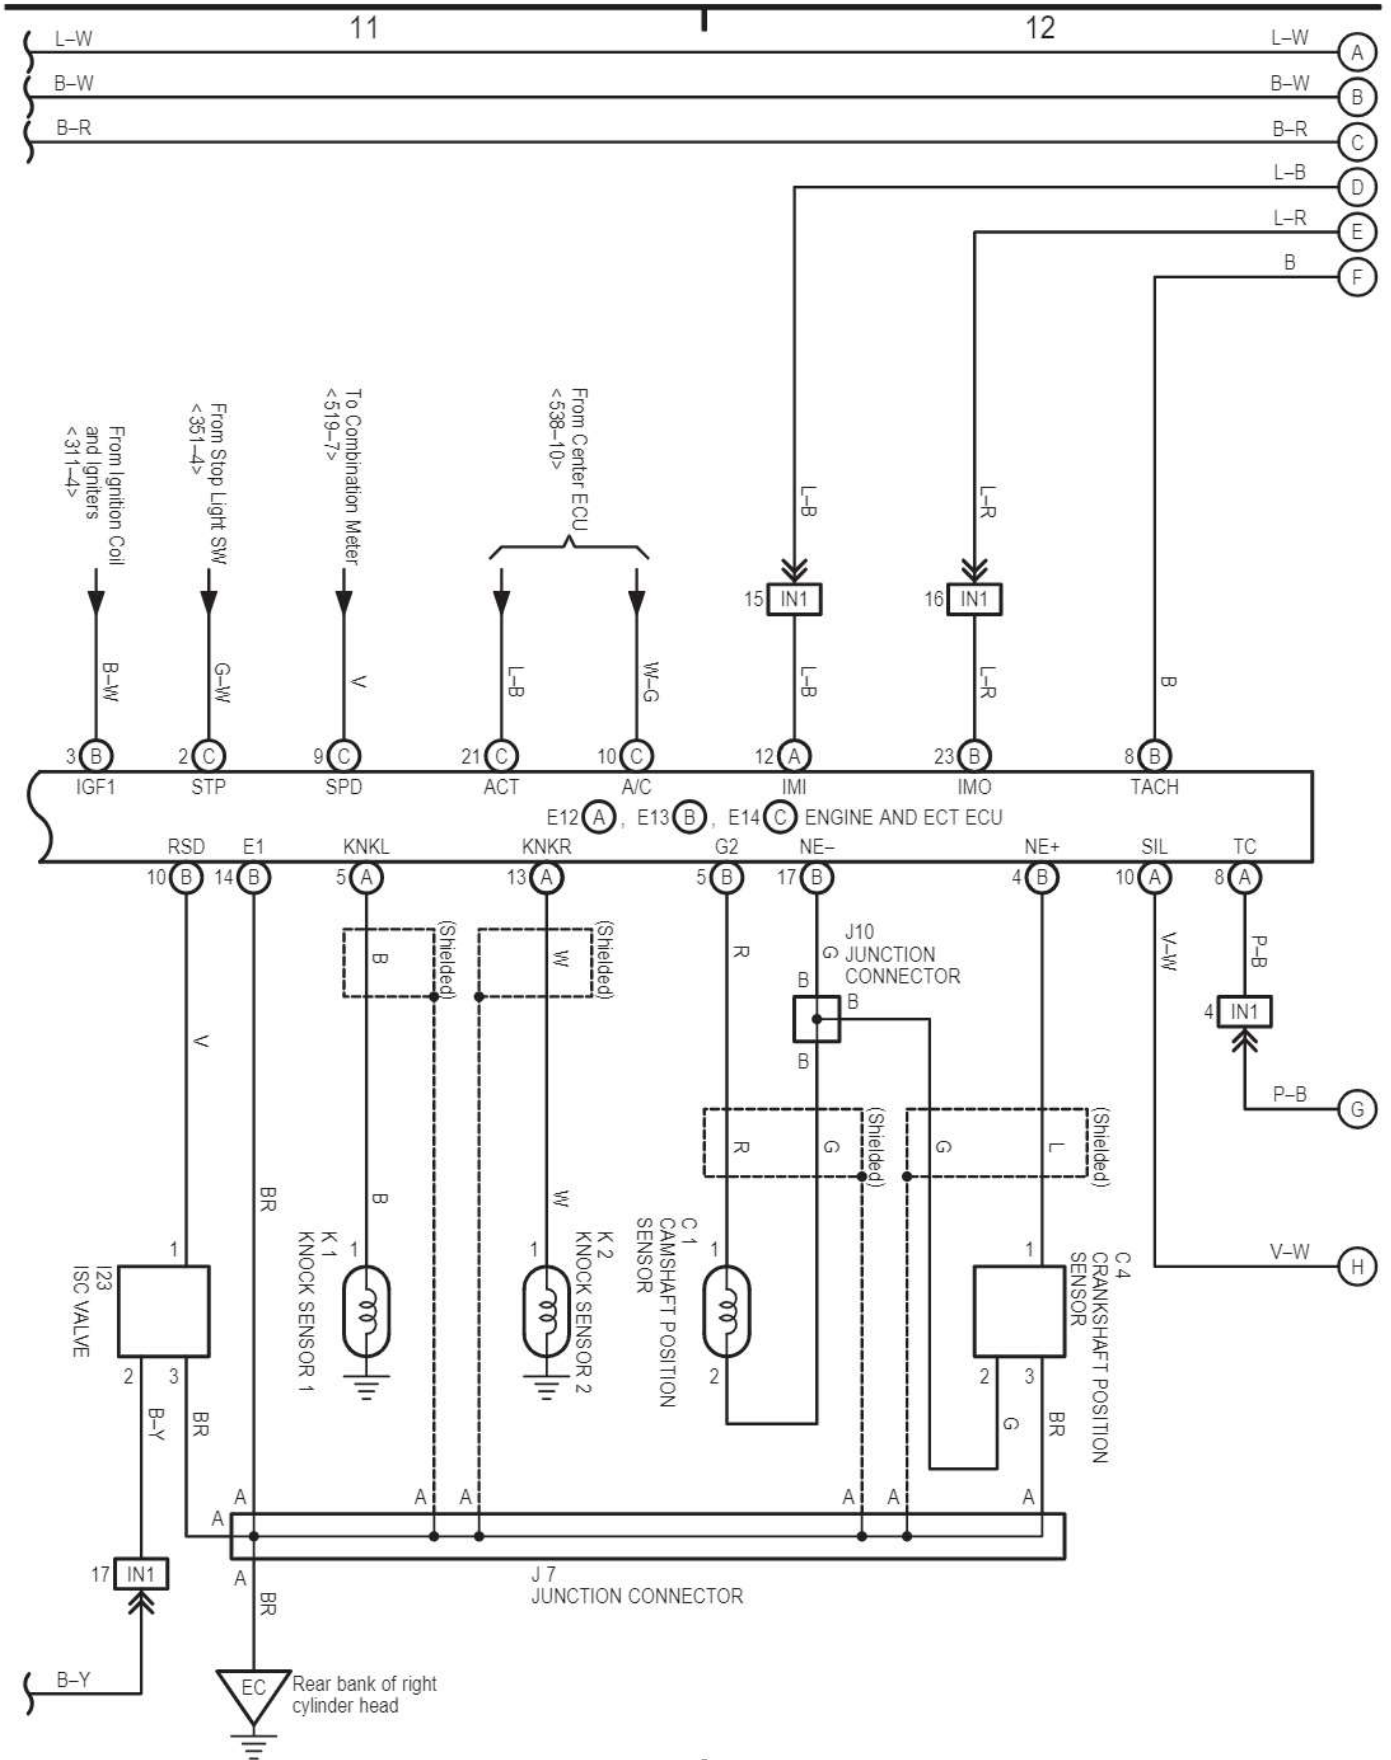 11
12
L–W
L–W
A
B–W
B–W
B
B–R
B–R
C
L–B
D
L–R
E
B
F
From Ignition Coil
and Igniters
<311–4>
From Stop Light SW
<351–4>
To Combination Meter
<519–7>
From Center ECU
<538–10>
L–B
L–R
15
IN1
16
IN1
B–W
G–W
V
L–B
W–G
L–B
L–R
B
3
B
2
C
9
C
21
C
10
C
12
A
23
B
8
B
IGF1
STP
SPD
ACT
A/C
IMI
IMO
TACH
E12 A , E13 B , E14 C ENGINE AND ECT ECU
RSD
E1
KNKL
KNKR
G2
NE–
NE+
SIL
TC
10
B
14
B
5
A
13
A
5
B
17
B
4
B
10
A
8
A
B
(Shielded)
W
(Shielded)
R
G
J10
JUNCTION
CONNECTOR
V–W
P–B
B
B
B
4
IN1
V
P–B
G
R
G
(Shielded)
G
L
(Shielded)
BR
B
W
1
1
1
1
1
V–W
H
I23
ISC VALVE
K 1
KNOCK SENSOR 1
K 2
KNOCK SENSOR 2
C 1
CAMSHAFT POSITION
SENSOR
C 4
CRANKSHAFT POSITION
SENSOR
2
3
2
2
3
B–Y
BR
G
BR
A
A
A
A
A
A
A
17
IN1
A
BR
J 7
JUNCTION CONNECTOR
B–Y
EC
Rear bank of right
cylinder head